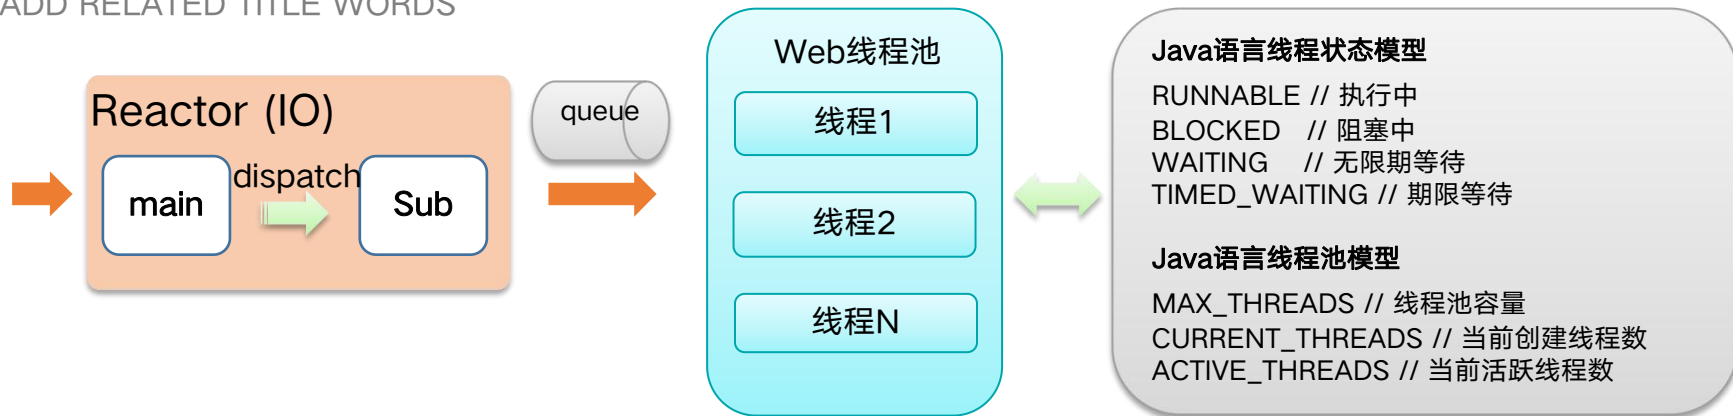 ADD RELATED TITLE WORDS
Reactor (IO)
main
dispatch
Sub
queue
Web线程池
线程1
线程2
线程N
Java语言线程状态模型
RUNNABLE // 执行中
BLOCKED // 阻塞中
WAITING // 无限期等待
TIMED_WAITING // 期限等待
Java语言线程池模型
MAX_THREADS // 线程池容量
CURRENT_THREADS // 当前创建线程数
ACTIVE_THREADS // 当前活跃线程数